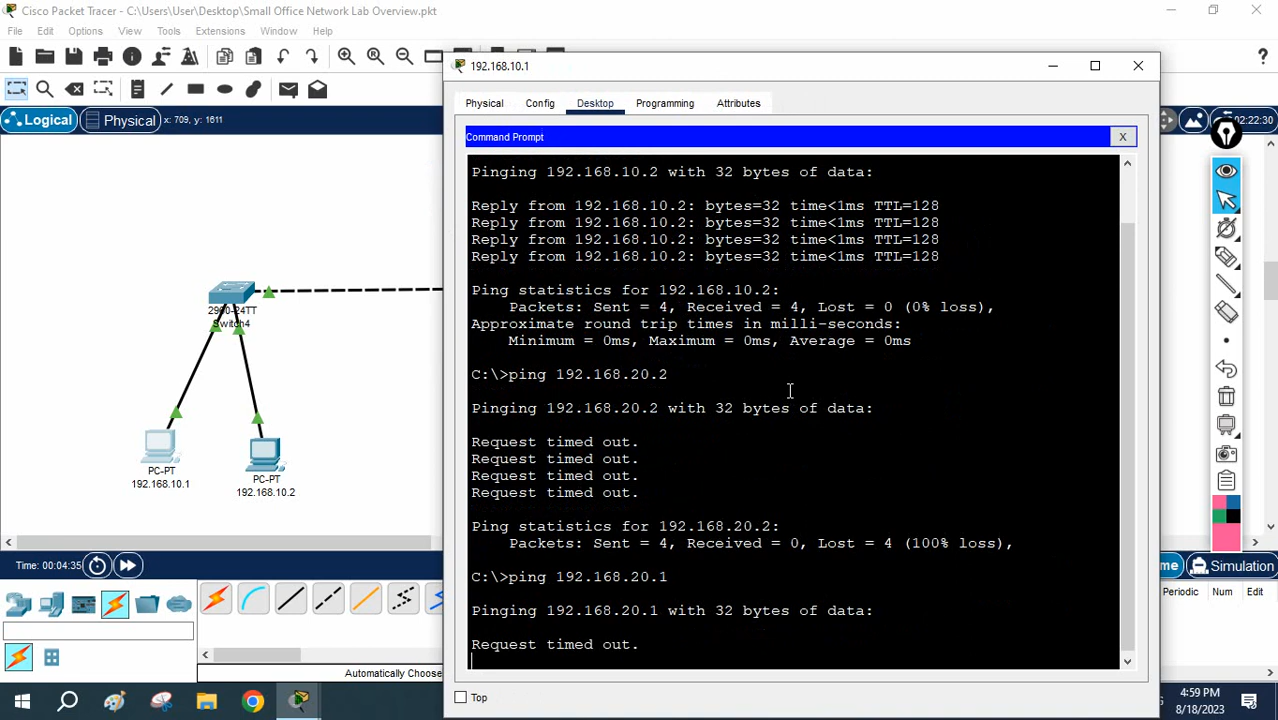 Cisco Packet Tracer - C:\Users\User\Desktop\Small Office Network Lab Overview.pkt
File Edit Options View Tools Extensions Window Help
Logical Physical x: 709, y: 1611
02:22:30
192.168.10.1
Physical Config Desktop Programming Attributes
Command Prompt X
Pinging 192.168.10.2 with 32 bytes of data:
Reply from 192.168.10.2: bytes=32 time<1ms TTL=128
Reply from 192.168.10.2: bytes=32 time<1ms TTL=128
Reply from 192.168.10.2: bytes=32 time<1ms TTL=128
Reply from 192.168.10.2: bytes=32 time<1ms TTL=128
Ping statistics for 192.168.10.2:
Packets: Sent = 4, Received = 4, Lost = 0 (0% loss),
Approximate round trip times in milli-seconds:
Minimum = 0ms, Maximum = 0ms, Average = 0ms
C:\>ping 192.168.20.2
Pinging 192.168.20.2 with 32 bytes of data:
Request timed out.
Request timed out.
Request timed out.
Request timed out.
Ping statistics for 192.168.20.2:
Packets: Sent = 4, Received = 0, Lost = 4 (100% loss),
C:\>ping 192.168.20.1
Pinging 192.168.20.1 with 32 bytes of data:
Request timed out.
Top
2960-24TT
Switch4
PC-PT
192.168.10.1
PC-PT
192.168.10.2
Time: 00:04:35
me Simulation
Periodic Num Edit
Automatically Choose
4:59 PM
8/18/2023